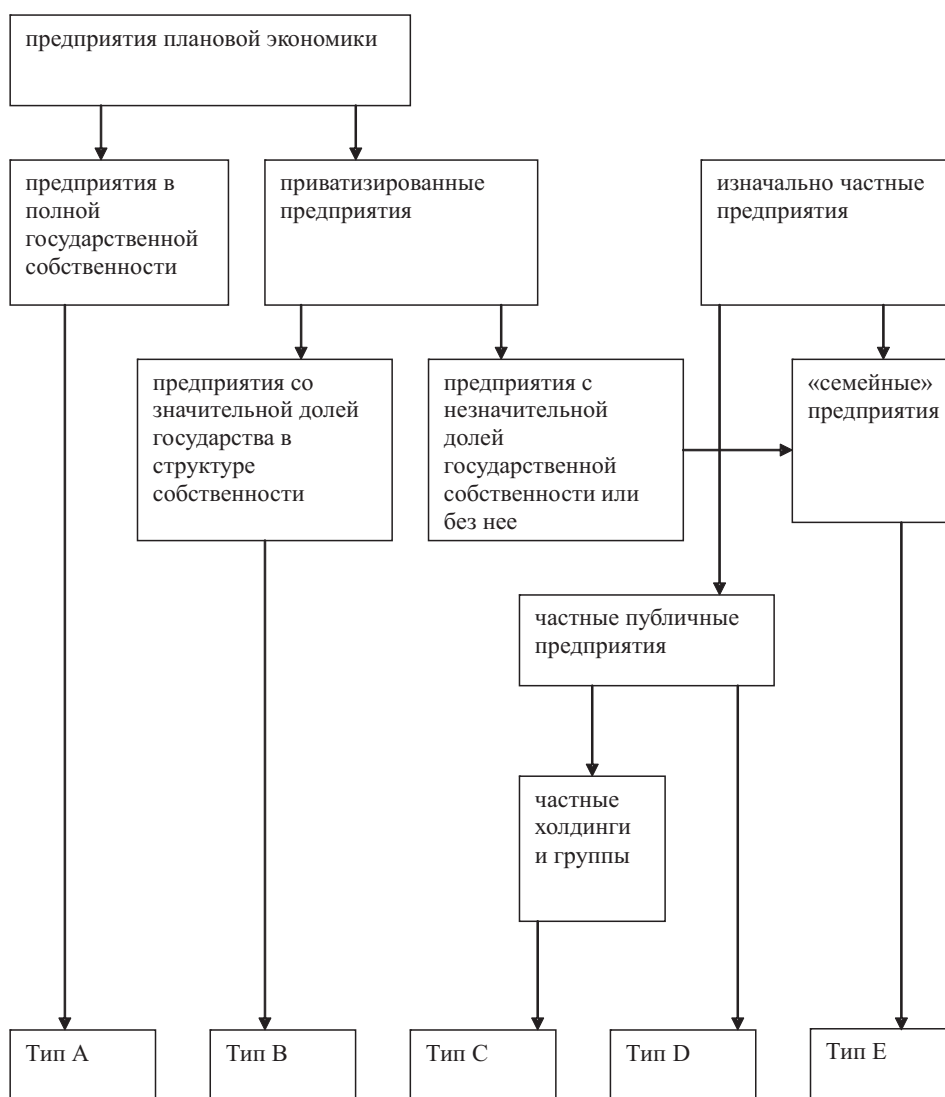 предприятия плановой экономики
предприятия в
полной
государственной
собственности
приватизированные
предприятия
изначально частные
предприятия
предприятия со
значительной долей
государства в
структуре
собственности
предприятия с
незначительной
долей
государственной
собственности или
без нее
«семейные»
предприятия
частные публичные
предприятия
частные
холдинги
и группы
Тип A
Тип B
Тип C
Тип D
Тип E